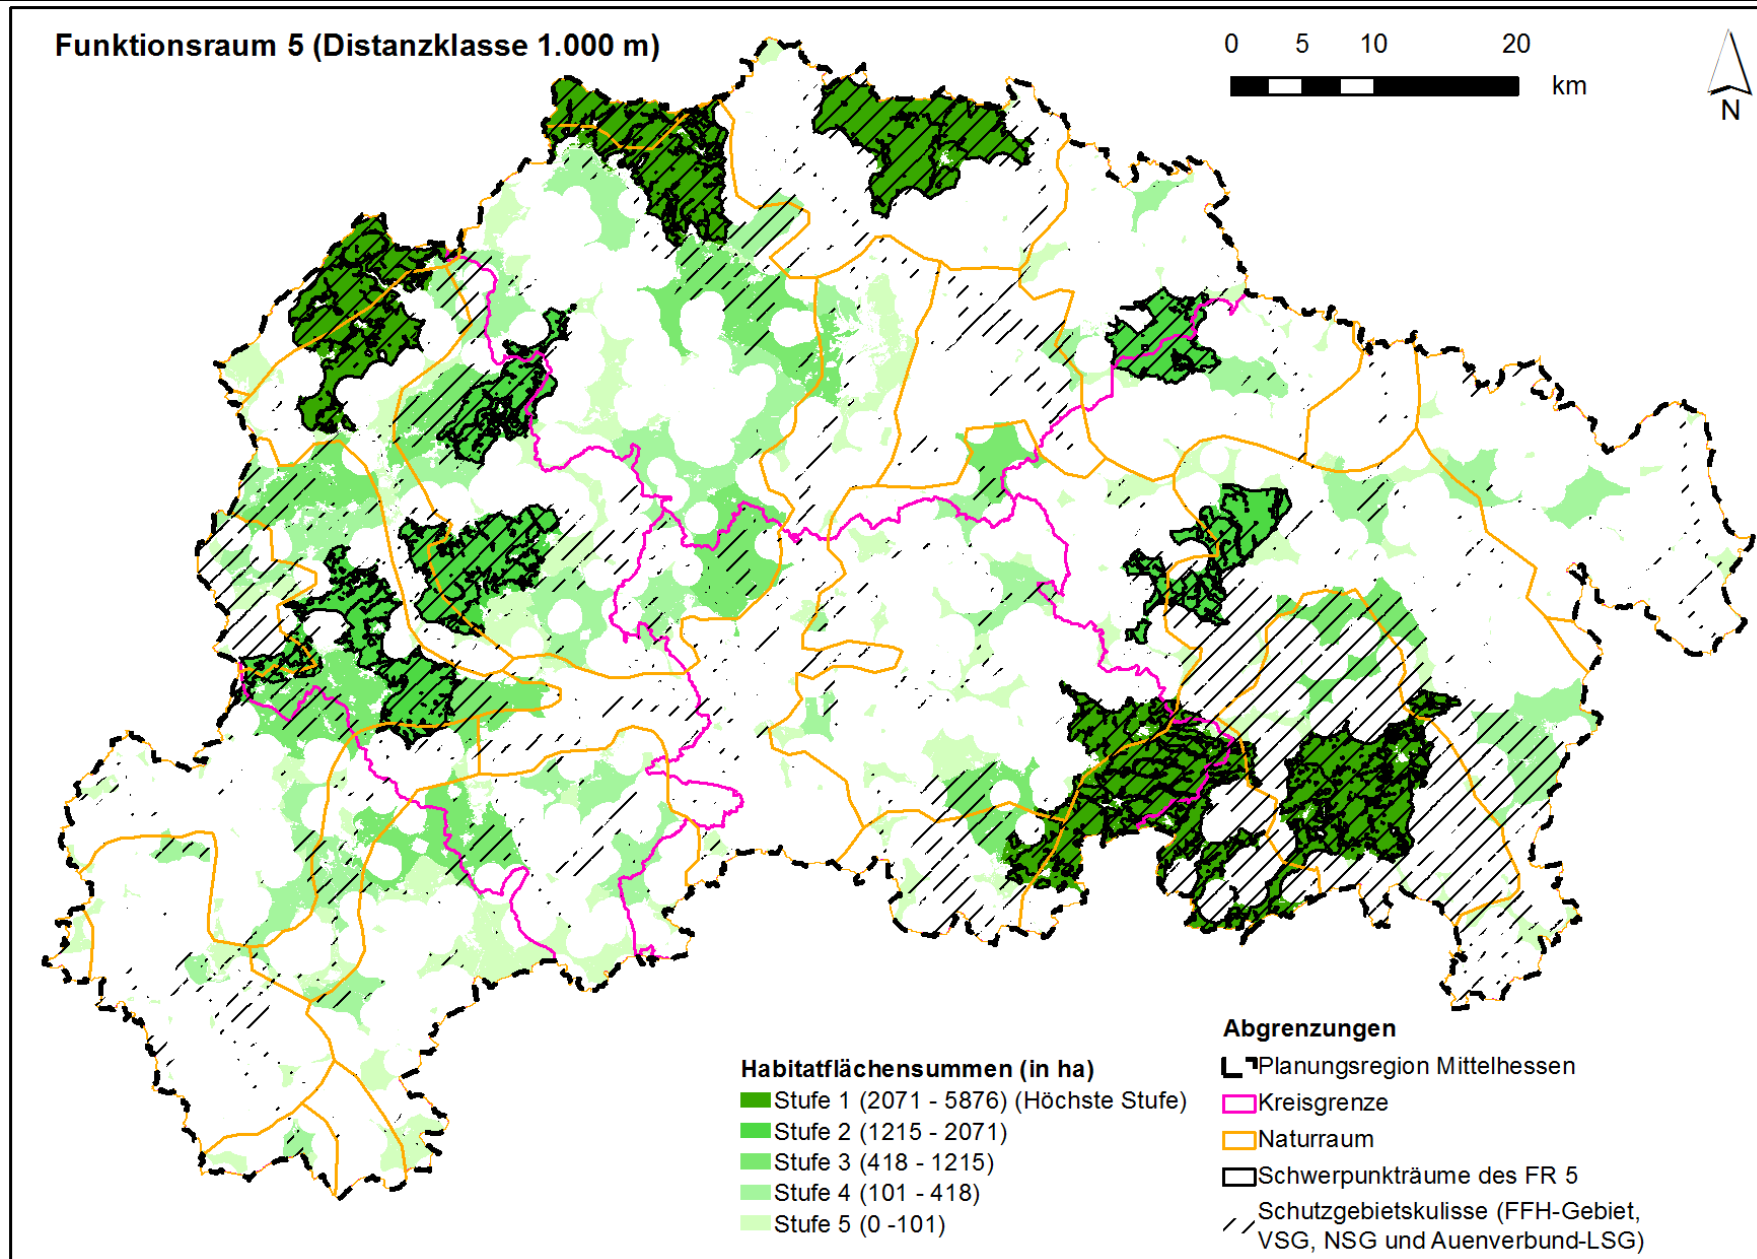 Funktionsraum 5 (Distanzklasse 1.000 m)
0 5 10 20
km
N
Habitatflächensummen (in ha)
Stufe 1 (2071 - 5876) (Höchste Stufe)
Stufe 2 (1215 - 2071)
Stufe 3 (418 - 1215)
Stufe 4 (101 - 418)
Stufe 5 (0 -101)
Abgrenzungen
Planungsregion Mittelhessen
Kreisgrenze
Naturraum
Schwerpunkträume des FR 5
Schutzgebietskulisse (FFH-Gebiet,
VSG, NSG und Auenverbund-LSG)